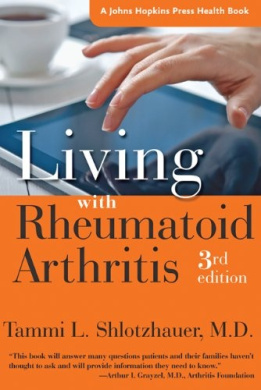 A Johns Hopkins Press Health Book
Living
with
Rheumatoid
Arthritis
3rd
edition
Tammi L. Shlotzhauer, M.D.
"This book will answer many questions patients and their families haven't
thought to ask and will provide information they need to know."
—Arthur I. Grayzel, M.D., Arthritis Foundation